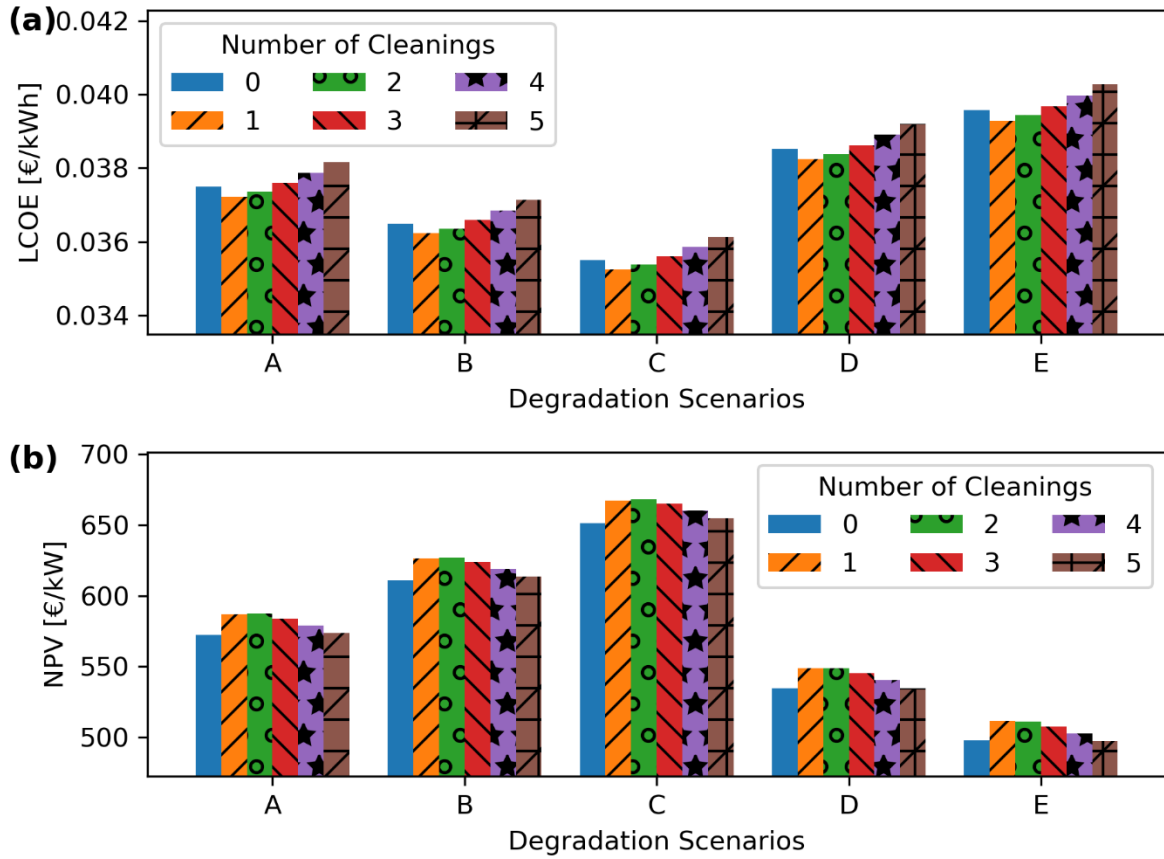 (a)
LCOE [€/kWh]
0.042
0.040
0.038
0.036
0.034
Number of Cleanings
0 2 4
1 3 5
A B C D E
Degradation Scenarios
(b)
NPV [€/kW]
700
650
600
550
500
Number of Cleanings
0 2 4
1 3 5
A B C D E
Degradation Scenarios